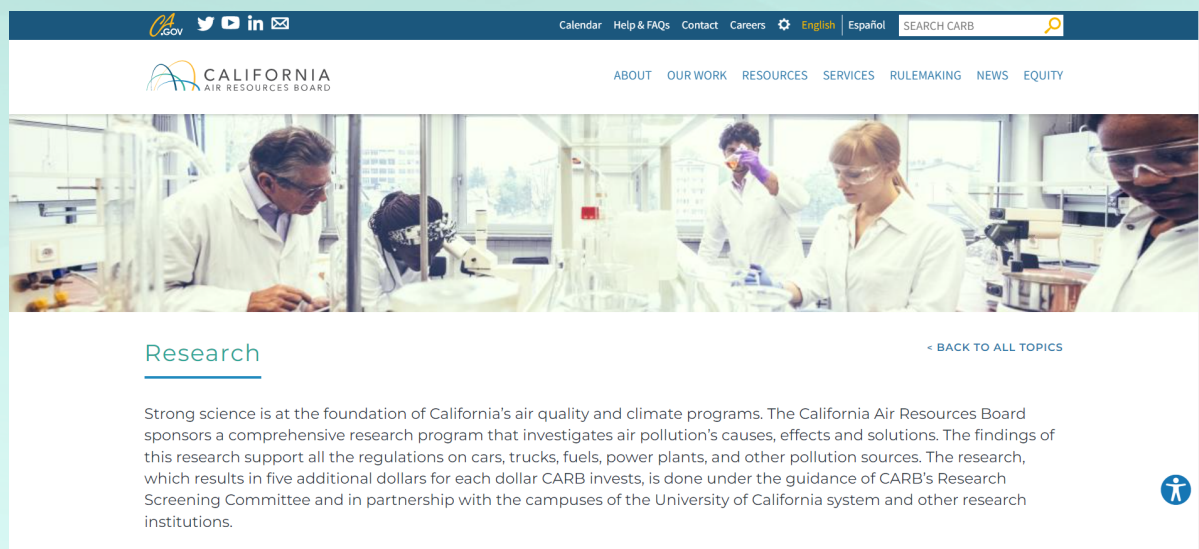 CA.GOV
Calendar Help & FAQs Contact Careers English Español SEARCH CARB
CALIFORNIA
AIR RESOURCES BOARD
ABOUT OUR WORK RESOURCES SERVICES RULEMAKING NEWS EQUITY
Research
< BACK TO ALL TOPICS
Strong science is at the foundation of California’s air quality and climate programs. The California Air Resources Board
sponsors a comprehensive research program that investigates air pollution’s causes, effects and solutions. The findings of
this research support all the regulations on cars, trucks, fuels, power plants, and other pollution sources. The research,
which results in five additional dollars for each dollar CARB invests, is done under the guidance of CARB’s Research
Screening Committee and in partnership with the campuses of the University of California system and other research
institutions.